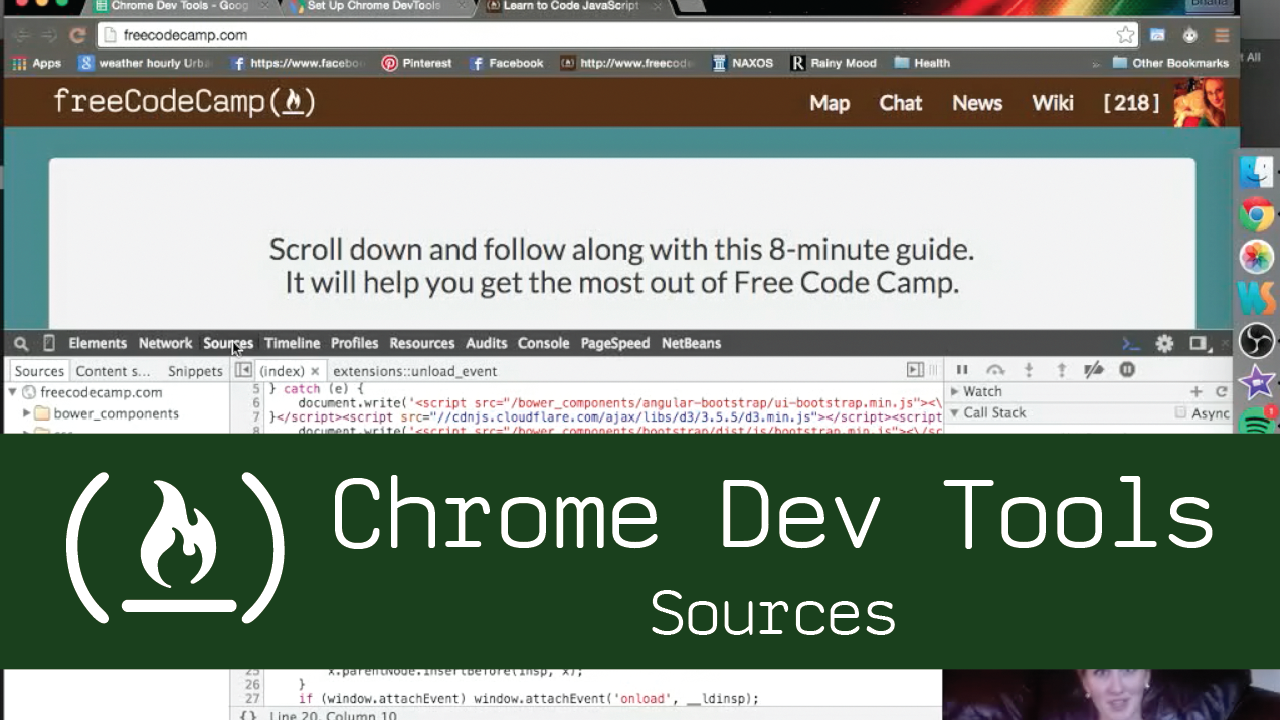 Chrome Dev Tools - Goog
Set Up Chrome DevTools
Learn to Code JavaScript
Briana
freecodecamp.com
Apps
weather hourly Urba
https://www.facebo
Pinterest
Facebook
http://www.freecod
NAXOS
Rainy Mood
Health
»
Other Bookmarks
All
freeCodeCamp( )
Map
Chat
News
Wiki
[ 218 ]
Scroll down and follow along with this 8-minute guide.
It will help you get the most out of Free Code Camp.
Elements Network Sources Timeline Profiles Resources Audits Console PageSpeed NetBeans
Sources Content s... Snippets
(index) × extensions::unload_event
freecodecamp.com
bower_components
5 } catch (e) {
6 document.write('<script src="/bower_components/angular-bootstrap/ui-bootstrap.min.js"><\
7 }</script><script src="//cdnjs.cloudflare.com/ajax/libs/d3/3.5.5/d3.min.js"></script><script
8 document.write('<script src="/bower_components/bootstrap/dist/js/bootstrap.min.js"><\/sc
Watch
Call Stack
Async
1
Chrome Dev Tools
Sources
25 x.parentNode.insertBefore(insp, x);
26 }
27 if (window.attachEvent) window.attachEvent('onload', __ldinsp);
{} Line 20, Column 10